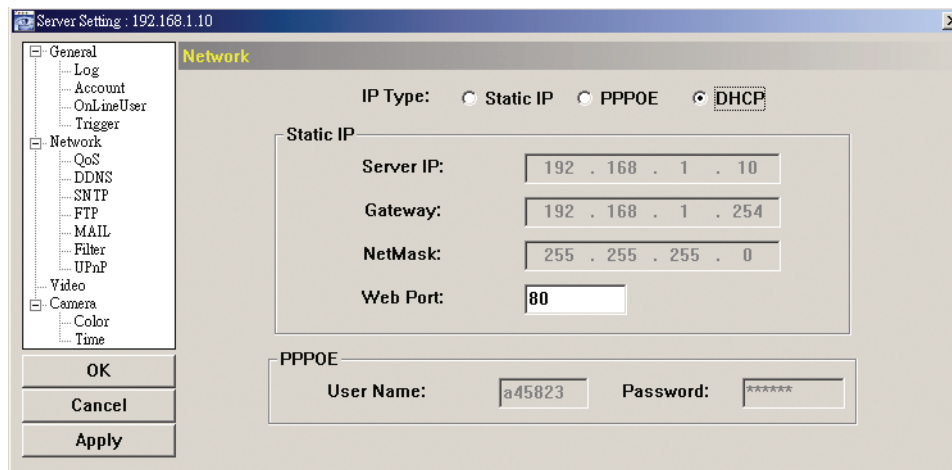 Server Setting : 192.168.1.10
General
Log
Account
OnLineUser
Trigger
Network
QoS
DDNS
SNTP
FTP
MAIL
Filter
UPnP
Video
Camera
Color
Time
OK
Cancel
Apply
Network
IP Type: Static IP PPPOE DHCP
Static IP
Server IP: 192 . 168 . 1 . 10
Gateway: 192 . 168 . 1 . 254
NetMask: 255 . 255 . 255 . 0
Web Port: 80
PPPOE
User Name: a45823 Password: ******